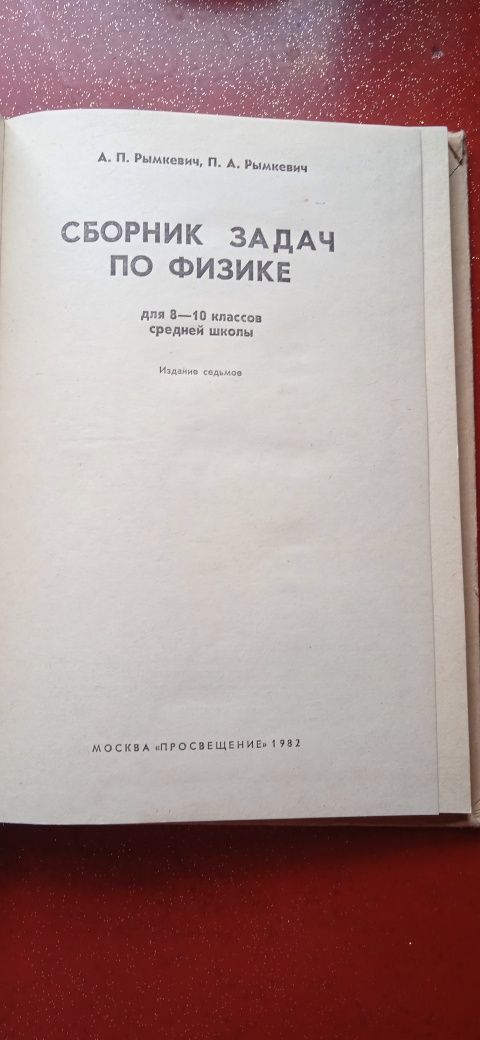 А. П. Рымкевич, П. А. Рымкевич
СБОРНИК ЗАДАЧ
ПО ФИЗИКЕ
для 8—10 классов
средней школы
Издание седьмое
МОСКВА «ПРОСВЕЩЕНИЕ» 1982